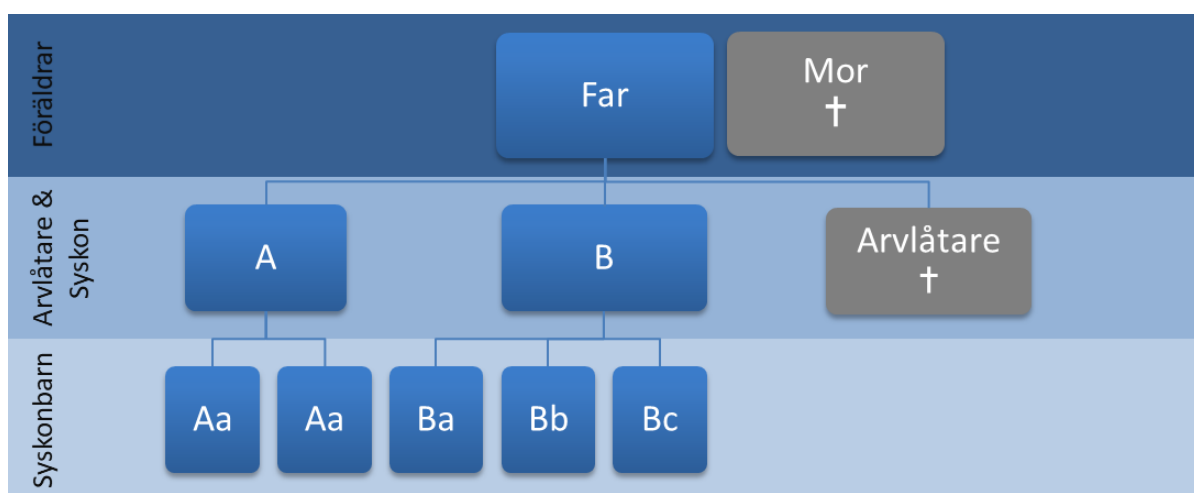 Föräldrar
Far
Mor
†
Arvlåtare &
Syskon
A
B
Arvlåtare
†
Syskonbarn
Aa
Aa
Ba
Bb
Bc